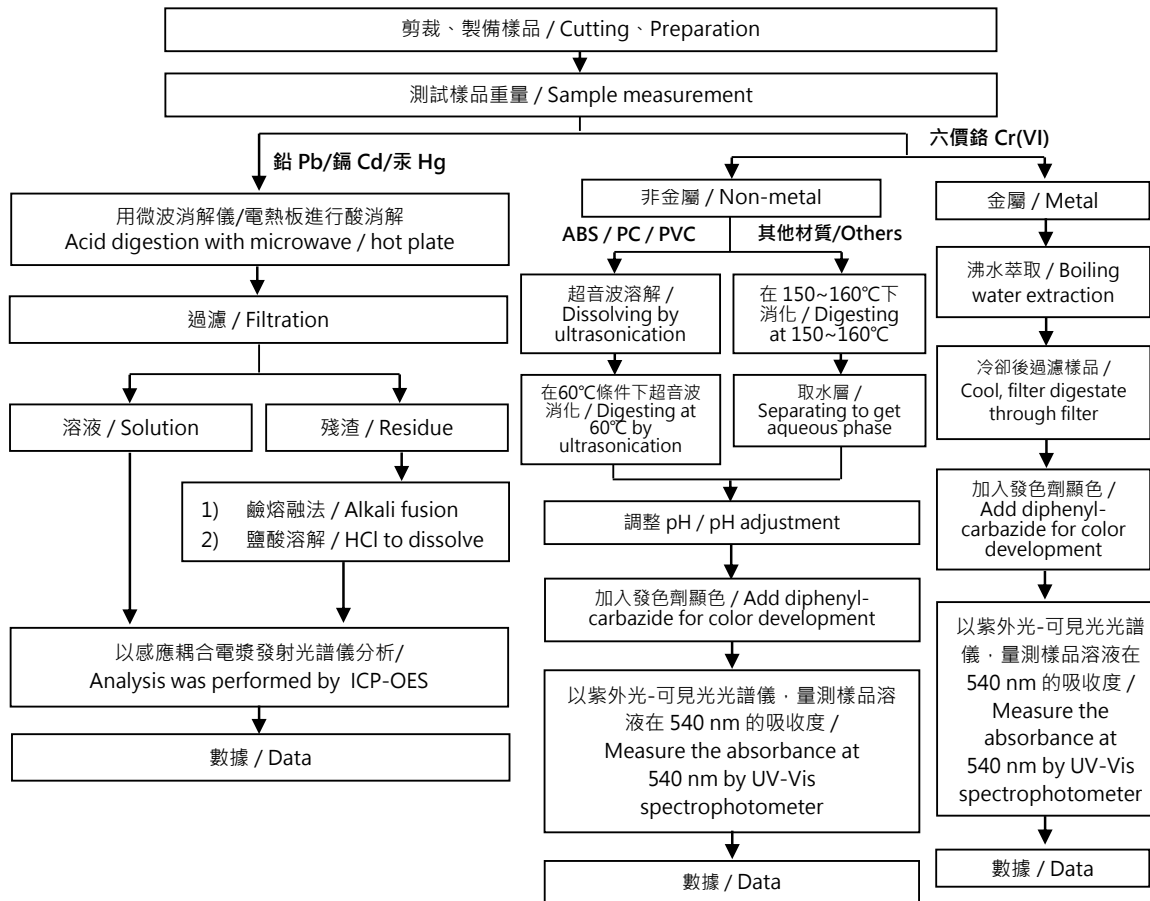 剪裁、製備樣品 / Cutting、Preparation
測試樣品重量 / Sample measurement
鉛 Pb/鎘 Cd/汞 Hg
六價鉻 Cr(VI)
用微波消解儀/電熱板進行酸消解
Acid digestion with microwave / hot plate
過濾 / Filtration
溶液 / Solution
殘渣 / Residue
1) 鹼熔融法 / Alkali fusion
2) 鹽酸溶解 / HCl to dissolve
以感應耦合電漿發射光譜儀分析/
Analysis was performed by ICP-OES
數據 / Data
非金屬 / Non-metal
ABS / PC / PVC
其他材質/Others
超音波溶解 /
Dissolving by
ultrasonication
在60℃條件下超音波
消化 / Digesting at
60℃ by
ultrasonication
在 150~160℃下
消化 / Digesting
at 150~160℃
取水層 /
Separating to get
aqueous phase
調整 pH / pH adjustment
加入發色劑顯色 / Add diphenyl-
carbazide for color development
以紫外光-可見光光譜儀，量測樣品溶
液在 540 nm 的吸收度 /
Measure the absorbance at
540 nm by UV-Vis
spectrophotometer
數據 / Data
金屬 / Metal
沸水萃取 / Boiling
water extraction
冷卻後過濾樣品 /
Cool, filter digestate
through filter
加入發色劑顯色 /
Add diphenyl-
carbazide for color
development
以紫外光-可見光光譜
儀，量測樣品溶液在
540 nm 的吸收度 /
Measure the
absorbance at
540 nm by UV-Vis
spectrophotometer
數據 / Data